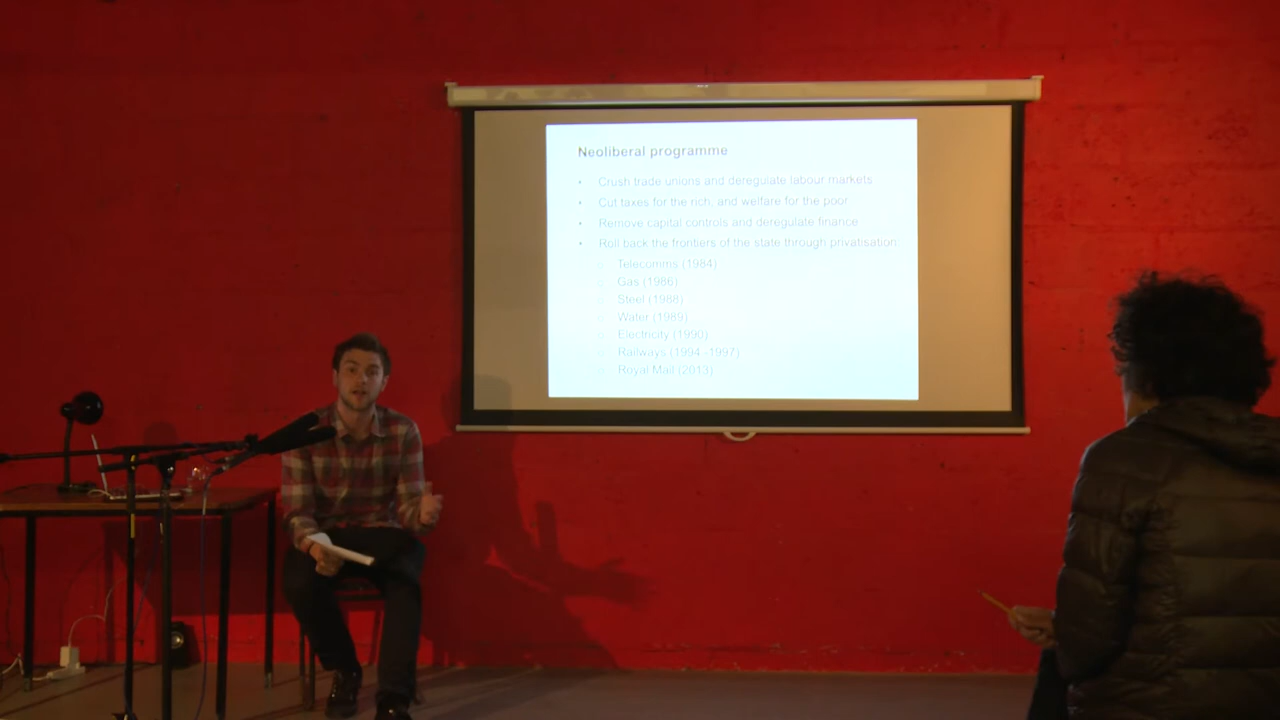 Neoliberal programme
• Crush trade unions and deregulate labour markets
• Cut taxes for the rich, and welfare for the poor
• Remove capital controls and deregulate finance
• Roll back the frontiers of the state through privatisation:
o Telecomms (1984)
o Gas (1986)
o Steel (1988)
o Water (1989)
o Electricity (1990)
o Railways (1994 -1997)
o Royal Mail (2013)